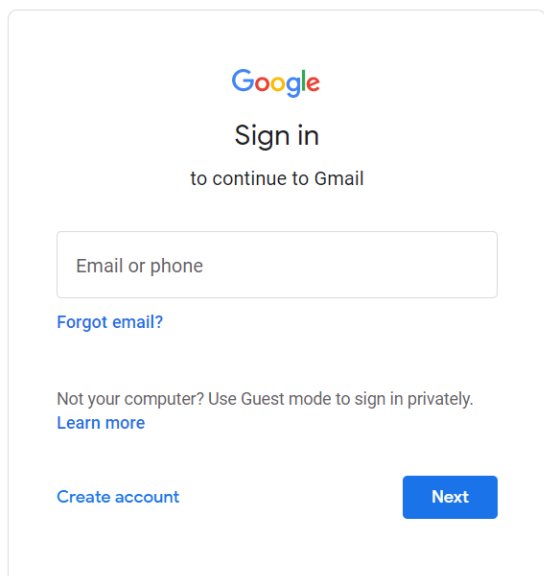 Google
Sign in
to continue to Gmail
Email or phone
Forgot email?
Not your computer? Use Guest mode to sign in privately.
Learn more
Create account
Next